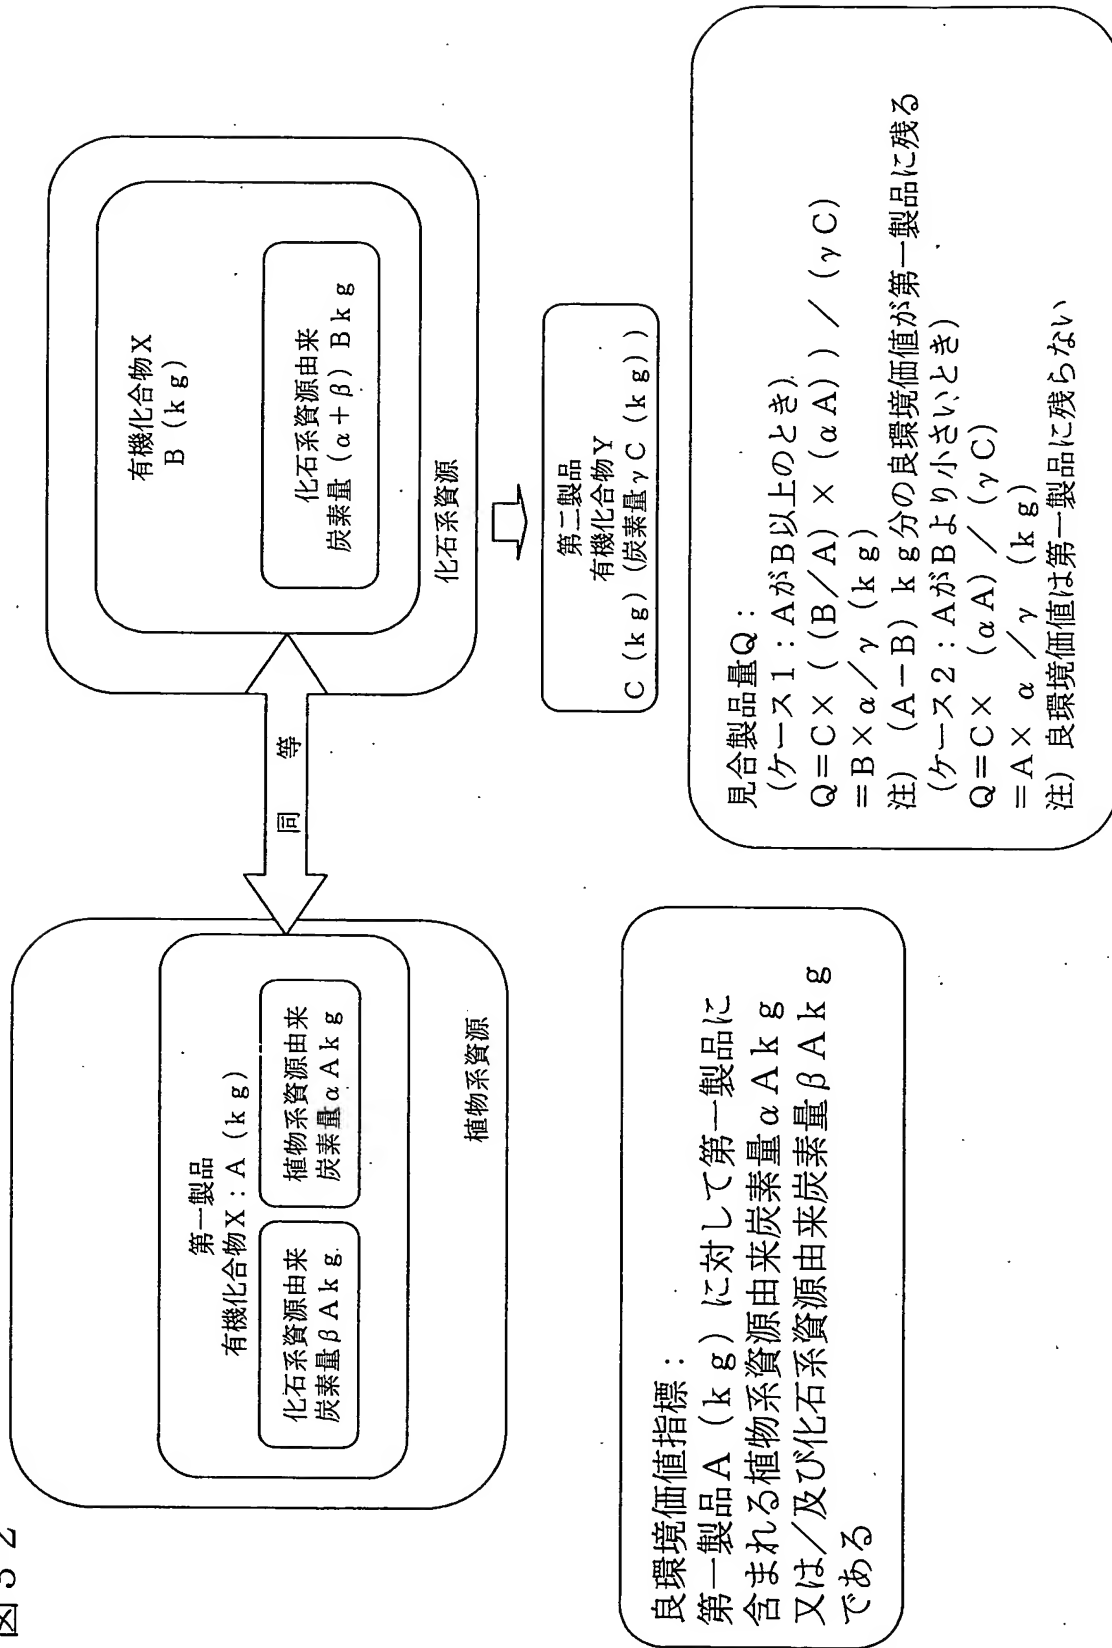 図32
第一製品
有機化合物X：A（kg）
化石系資源由来
炭素量βAkg
植物系資源由来
炭素量αAkg
植物系資源
同　等
有機化合物X
B（kg）
化石系資源由来
炭素量（α＋β）Bkg
化石系資源
第二製品
有機化合物Y
C（kg）（炭素量γC（kg））
良環境価値指標：
第一製品A（kg）に対して第一製品に
含まれる植物系資源由来炭素量αAkg
又は／及び化石系資源由来炭素量βAkg
である
見合製品量Q：
（ケース1：AがB以上のとき）
Q＝C×（（B／A）×（αA））／（γC）
＝B×α／γ（kg）
注）（A－B）kg分の良環境価値が第一製品に残る
（ケース2：AがBより小さいとき）
Q＝C×（αA）／（γC）
＝A×α／γ（kg）
注）良環境価値は第一製品に残らない